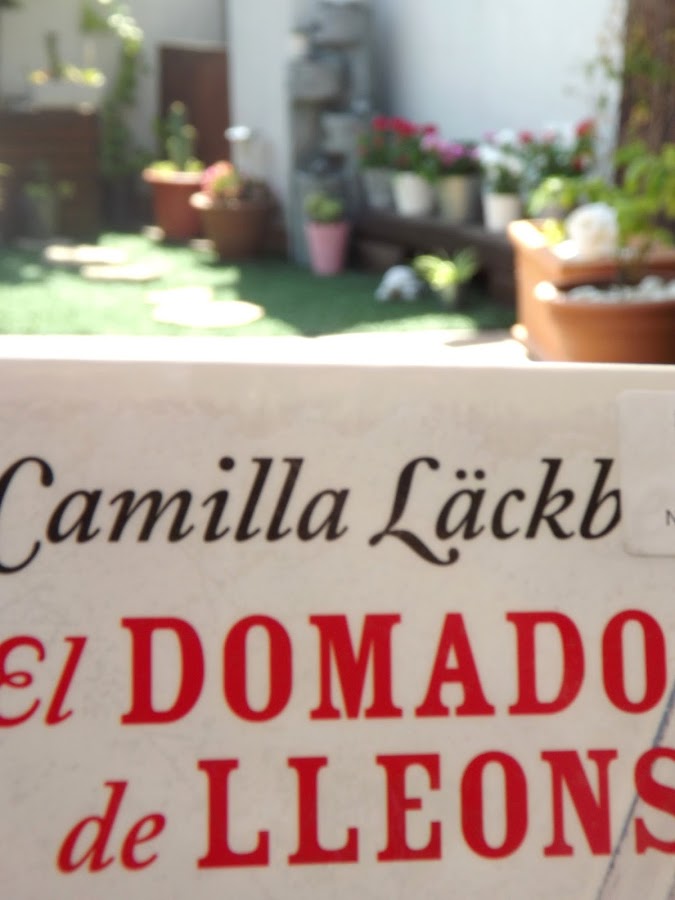 Camilla Läckb
El DOMADO
de LLEONS
N